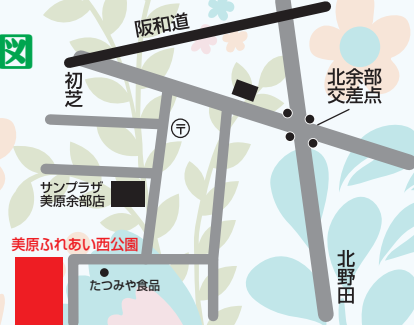 図
阪和道
初芝
北余部
交差点
〒
サンプラザ
美原余部店
美原ふれあい西公園
たつみや食品
北野田